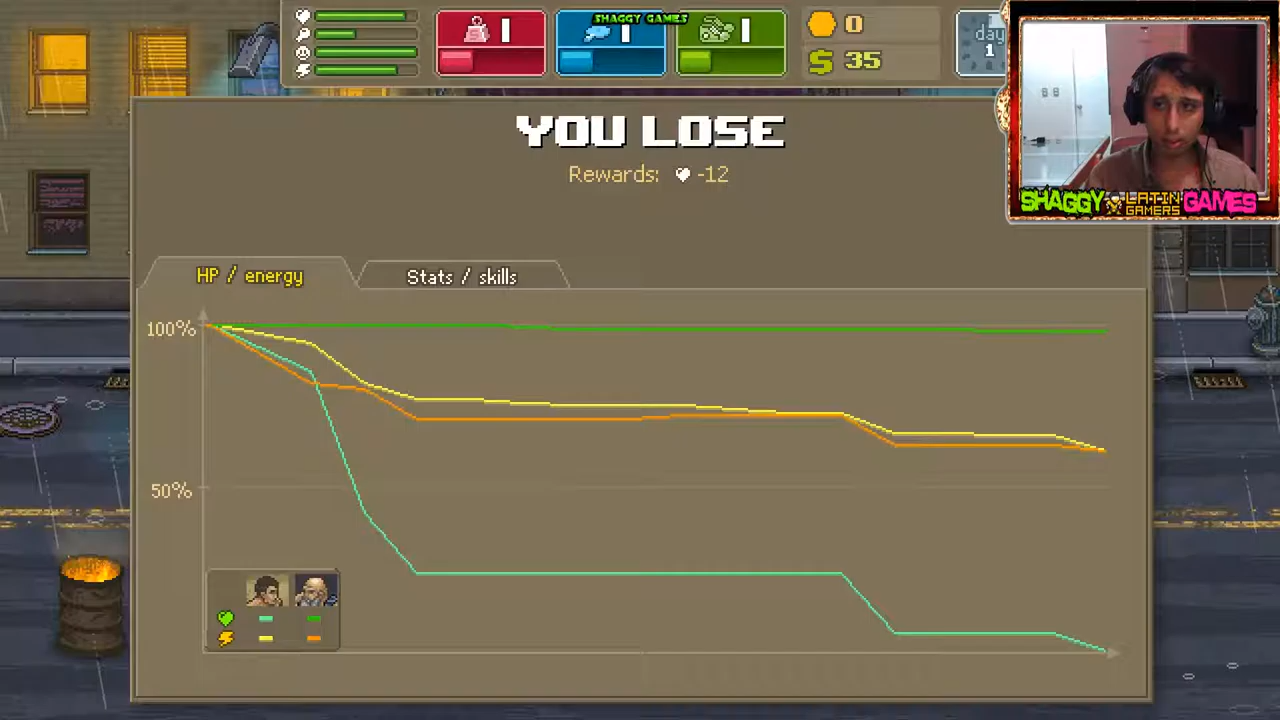 SHAGGY GAMES
1
1
1
0
35
day
1
SHAGGY LATIN GAMERS GAMES
YOU LOSE
Rewards: -12
HP / energy
Stats / skills
100%
50%